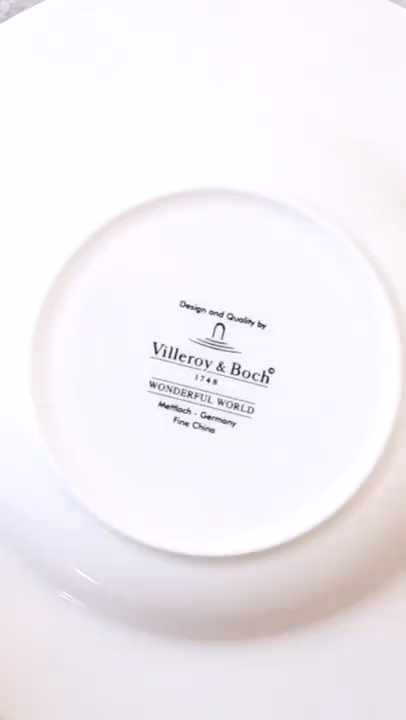 Design and Quality by
Villeroy & Boch©
1748
WONDERFUL WORLD
Mettlach - Germany
Fine China